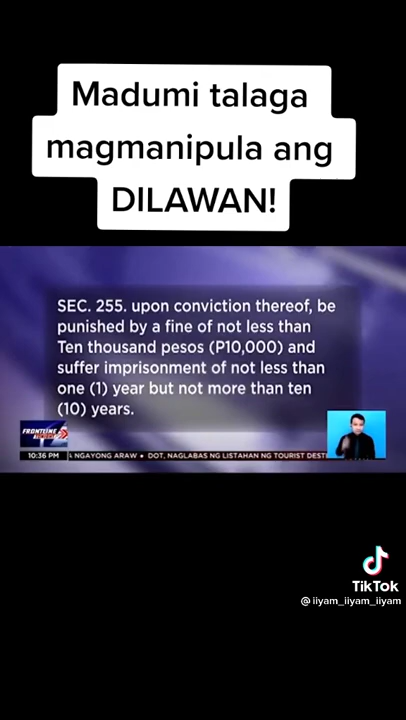 Madumi talaga
magmanipula ang
DILAWAN!
SEC. 255. upon conviction thereof, be
punished by a fine of not less than
Ten thousand pesos (P10,000) and
suffer imprisonment of not less than
one (1) year but not more than ten
(10) years.
FRONTLINE
10:36 PM NGAYONG ARAW • DOT, NAGLABAS NG LISTAHAN NG TOURIST DEST
TikTok
@iiyam_iiyam_iiyam